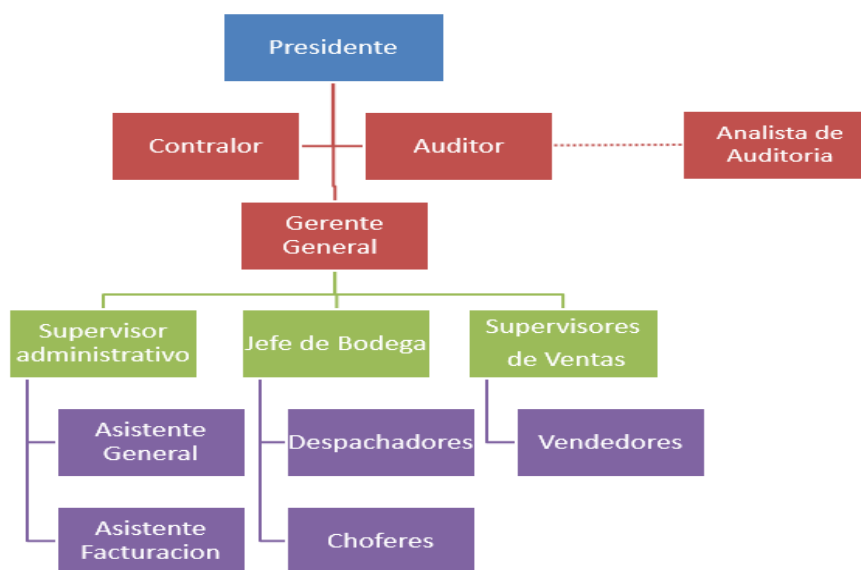 Presidente
Contralor
Auditor
Analista de
Auditoria
Gerente
General
Supervisor
administrativo
Jefe de Bodega
Supervisores
de Ventas
Asistente
General
Despachadores
Vendedores
Asistente
Facturacion
Choferes